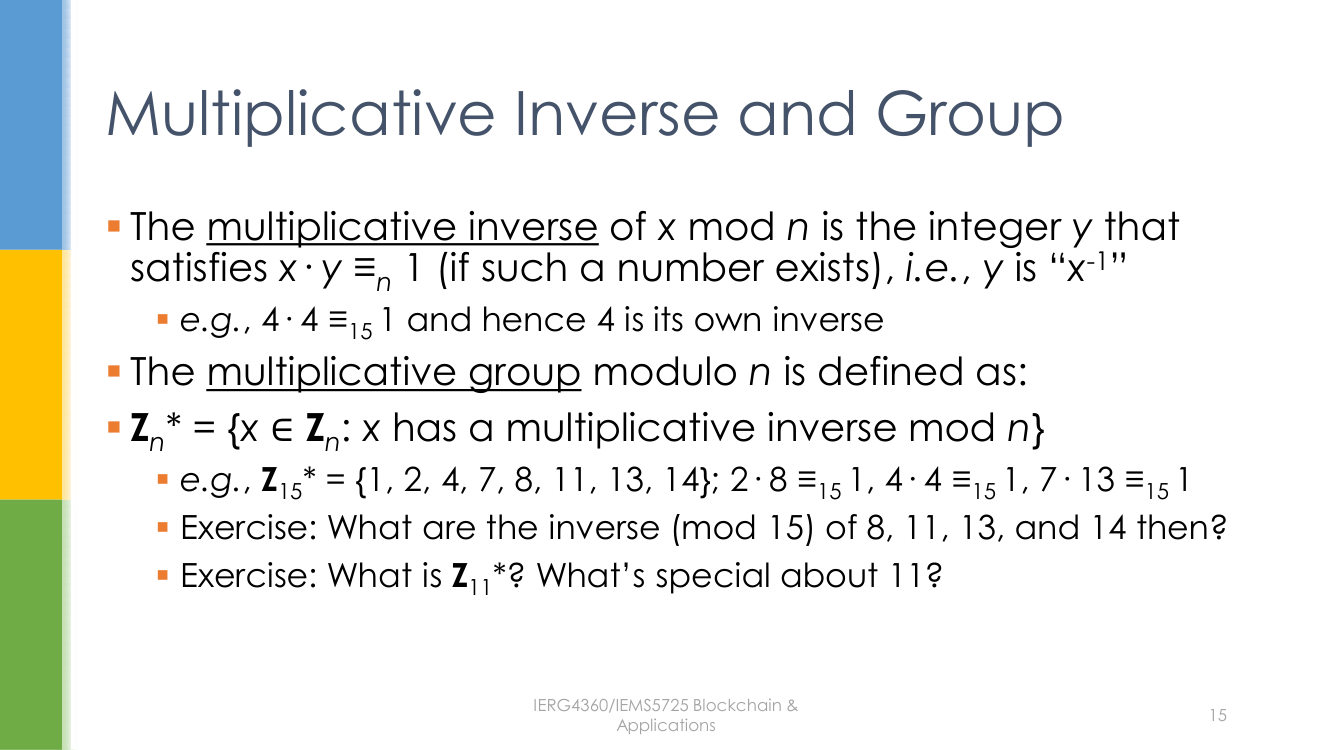 Multiplicative Inverse and Group
▪ The multiplicative inverse of x mod n is the integer y that
satisfies x · y ≡n 1 (if such a number exists), i.e., y is “x-1”
▪ e.g., 4 · 4 ≡15 1 and hence 4 is its own inverse
▪ The multiplicative group modulo n is defined as:
▪ Zn* = {x ∈ Zn: x has a multiplicative inverse mod n}
▪ e.g., Z15* = {1, 2, 4, 7, 8, 11, 13, 14}; 2 · 8 ≡15 1, 4 · 4 ≡15 1, 7 · 13 ≡15 1
▪ Exercise: What are the inverse (mod 15) of 8, 11, 13, and 14 then?
▪ Exercise: What is Z11*? What’s special about 11?
IERG4360/IEMS5725 Blockchain &
Applications
15